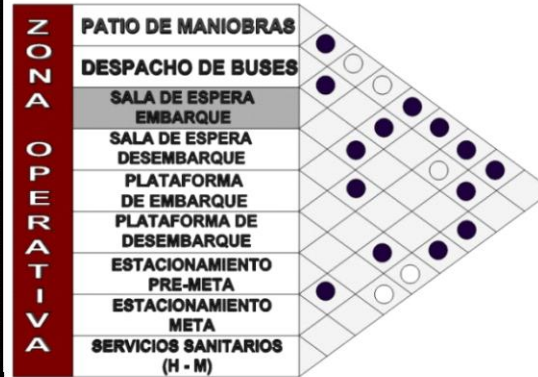 ZONA OPERATIVA
PATIO DE MANIOBRAS
DESPACHO DE BUSES
SALA DE ESPERA
EMBARQUE
SALA DE ESPERA
DESEMBARQUE
PLATAFORMA
DE EMBARQUE
PLATAFORMA DE
DESEMBARQUE
ESTACIONAMIENTO
PRE-META
ESTACIONAMIENTO
META
SERVICIOS SANITARIOS
(H - M)